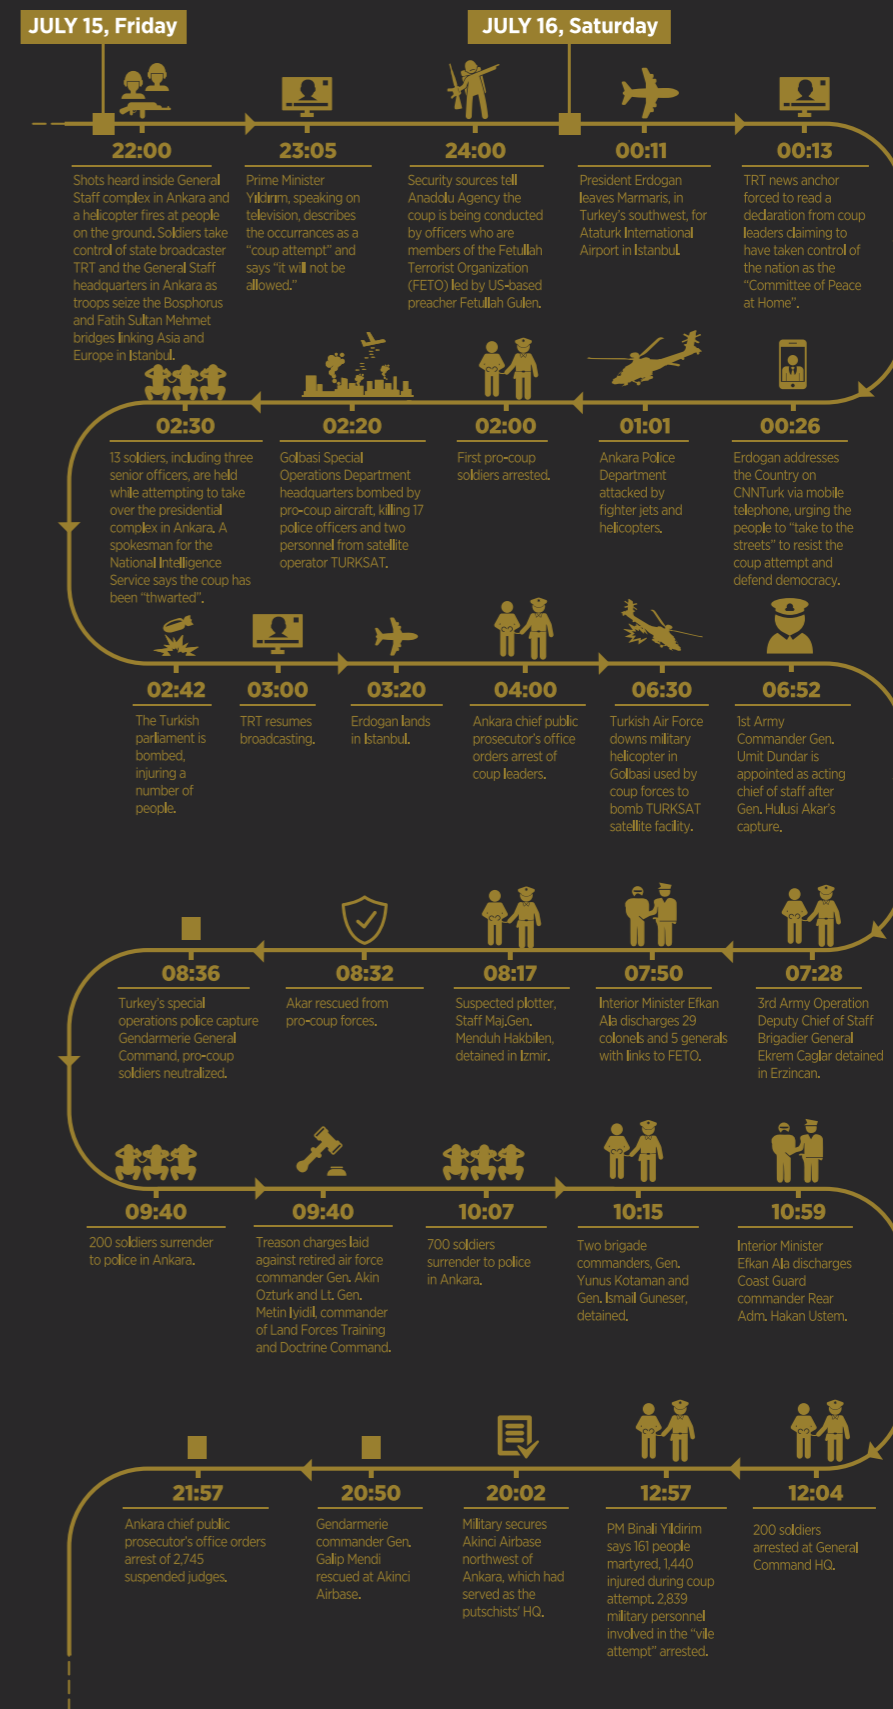 JULY 15, Friday
JULY 16, Saturday
22:00
Shots heard inside General
Staff complex in Ankara and
a helicopter fires at people
on the ground. Soldiers take
control of state broadcaster
TRT and the General Staff
headquarters in Ankara as
troops seize the Bosphorus
and Fatih Sultan Mehmet
bridges linking Asia and
Europe in Istanbul.
23:05
Prime Minister
Yıldırım, speaking on
television, describes
the occurrances as a
“coup attempt” and
says “it will not be
allowed.”
24:00
Security sources tell
Anadolu Agency the
coup is being conducted
by officers who are
members of the Fetullah
Terrorist Organization
(FETO) led by US-based
preacher Fetullah Gulen.
00:11
President Erdogan
leaves Marmaris, in
Turkey’s southwest, for
Ataturk International
Airport in Istanbul.
00:13
TRT news anchor
forced to read a
declaration from coup
leaders claiming to
have taken control of
the nation as the
“Committee of Peace
at Home”.
00:26
Erdogan addresses
the Country on
CNNTurk via mobile
telephone, urging the
people to “take to the
streets” to resist the
coup attempt and
defend democracy.
01:01
Ankara Police
Department
attacked by
fighter jets and
helicopters.
02:00
First pro-coup
soldiers arrested.
02:20
Golbasi Special
Operations Department
headquarters bombed by
pro-coup aircraft, killing 17
police officers and two
personnel from satellite
operator TURKSAT.
02:30
13 soldiers, including three
senior officers, are held
while attempting to take
over the presidential
complex in Ankara. A
spokesman for the
National Intelligence
Service says the coup has
been “thwarted”.
02:42
The Turkish
parliament is
bombed,
injuring a
number of
people.
03:00
TRT resumes
broadcasting.
03:20
Erdogan lands
in Istanbul.
04:00
Ankara chief public
prosecutor’s office
orders arrest of
coup leaders.
06:30
Turkish Air Force
downs military
helicopter in
Golbasi used by
coup forces to
bomb TURKSAT
satellite facility.
06:52
1st Army
Commander Gen.
Umit Dundar is
appointed as acting
chief of staff after
Gen. Hulusi Akar’s
capture.
07:28
3rd Army Operation
Deputy Chief of Staff
Brigadier General
Ekrem Caglar detained
in Erzincan.
07:50
Interior Minister Efkan
Ala discharges 29
colonels and 5 generals
with links to FETO.
08:17
Suspected plotter,
Staff Maj.Gen.
Menduh Hakbilen,
detained in Izmir.
08:32
Akar rescued from
pro-coup forces.
08:36
Turkey’s special
operations police capture
Gendarmerie General
Command, pro-coup
soldiers neutralized.
09:40
200 soldiers surrender
to police in Ankara.
09:40
Treason charges laid
against retired air force
commander Gen. Akin
Ozturk and Lt. Gen.
Metin Iyidil, commander
of Land Forces Training
and Doctrine Command.
10:07
700 soldiers
surrender to police
in Ankara.
10:15
Two brigade
commanders, Gen.
Yunus Kotaman and
Gen. Ismail Guneser,
detained.
10:59
Interior Minister
Efkan Ala discharges
Coast Guard
commander Rear
Adm. Hakan Ustem.
12:04
200 soldiers
arrested at General
Command HQ.
12:57
PM Binali Yildirim
says 161 people
martyred, 1,440
injured during coup
attempt. 2,839
military personnel
involved in the “vile
attempt” arrested.
20:02
Military secures
Akinci Airbase
northwest of
Ankara, which had
served as the
putschists’ HQ.
20:50
Gendarmerie
commander Gen.
Galip Mendi
rescued at Akinci
Airbase.
21:57
Ankara chief public
prosecutor’s office orders
arrest of 2,745
suspended judges.